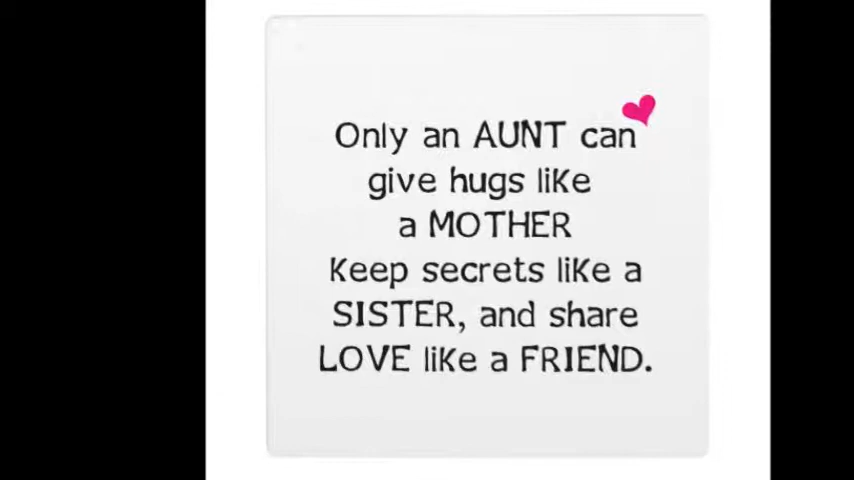 Only an AUNT can
give hugs like
a MOTHER
Keep secrets like a
SISTER, and share
LOVE like a FRIEND.